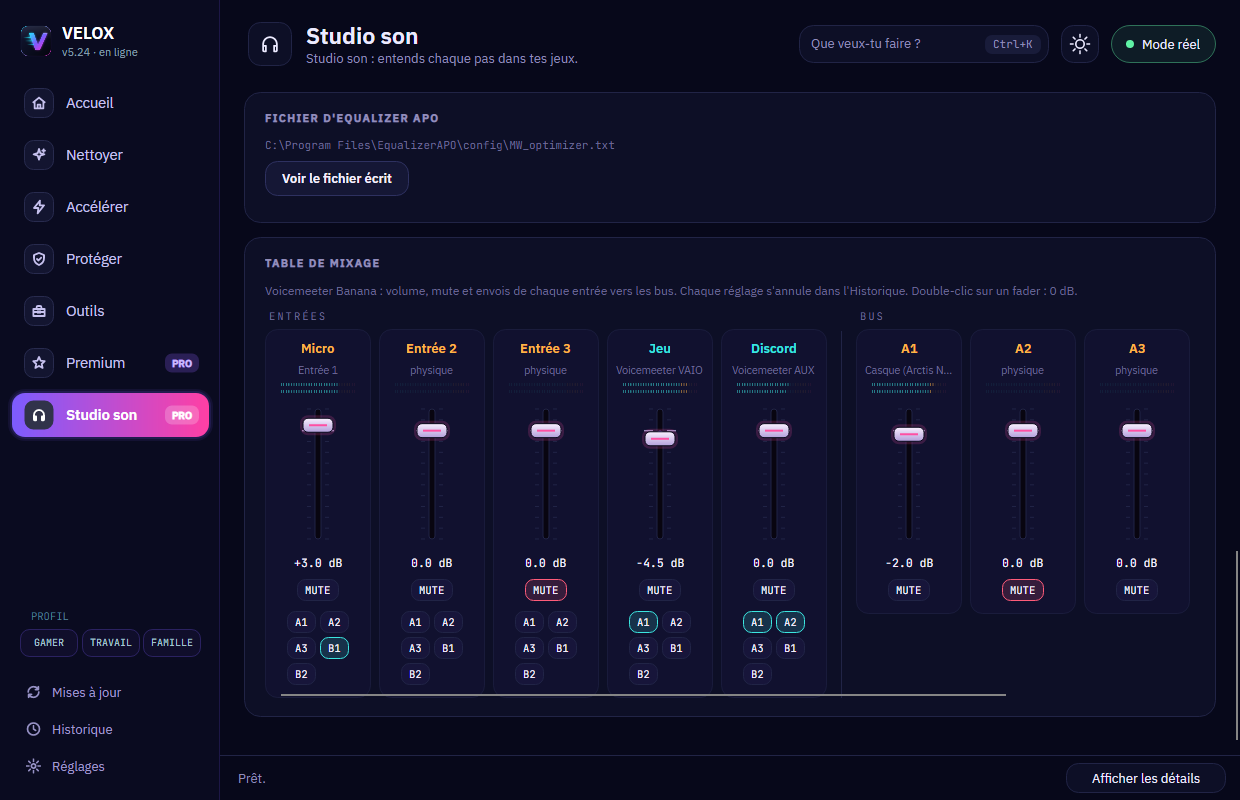 VELOX
v5.24 · en ligne
Accueil
Nettoyer
Accélérer
Protéger
Outils
Premium PRO
Studio son PRO
PROFIL
GAMER TRAVAIL FAMILLE
Mises à jour
Historique
Réglages
Studio son
Studio son : entends chaque pas dans tes jeux.
Que veux-tu faire ? Ctrl+K
Mode réel
FICHIER D'EQUALIZER APO
C:\Program Files\EqualizerAPO\config\MW_optimizer.txt
Voir le fichier écrit
TABLE DE MIXAGE
Voicemeeter Banana : volume, mute et envois de chaque entrée vers les bus. Chaque réglage s'annule dans l'Historique. Double-clic sur un fader : 0 dB.
ENTRÉES BUS
Micro Entrée 2 Entrée 3 Jeu Discord A1 A2 A3
Entrée 1 physique physique Voicemeeter VAIO Voicemeeter AUX Casque (Arctis N... physique physique
+3.0 dB 0.0 dB 0.0 dB -4.5 dB 0.0 dB -2.0 dB 0.0 dB 0.0 dB
MUTE MUTE MUTE MUTE MUTE MUTE MUTE MUTE
A1 A2 A1 A2 A1 A2 A1 A2 A1 A2
A3 B1 A3 B1 A3 B1 A3 B1 A3 B1
B2 B2 B2 B2 B2
Prêt.
Afficher les détails